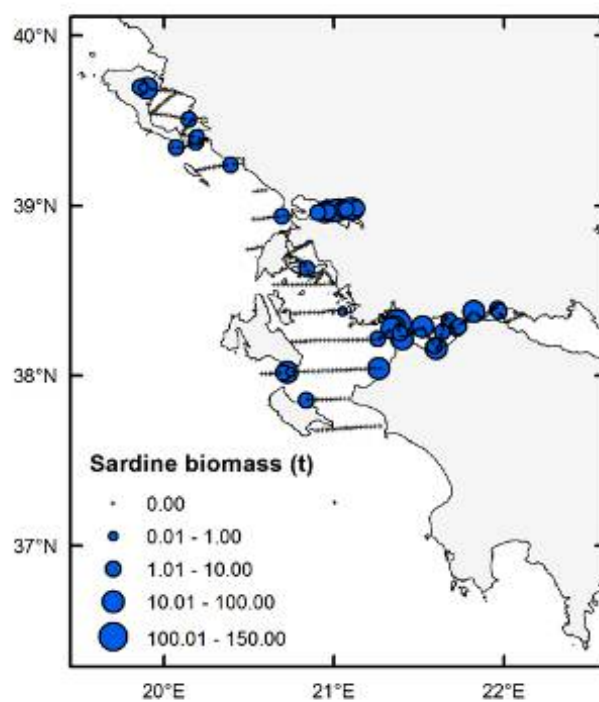 40°N
39°N
38°N
37°N
Sardine biomass (t)
0.00
0.01 - 1.00
1.01 - 10.00
10.01 - 100.00
100.01 - 150.00
20°E 21°E 22°E